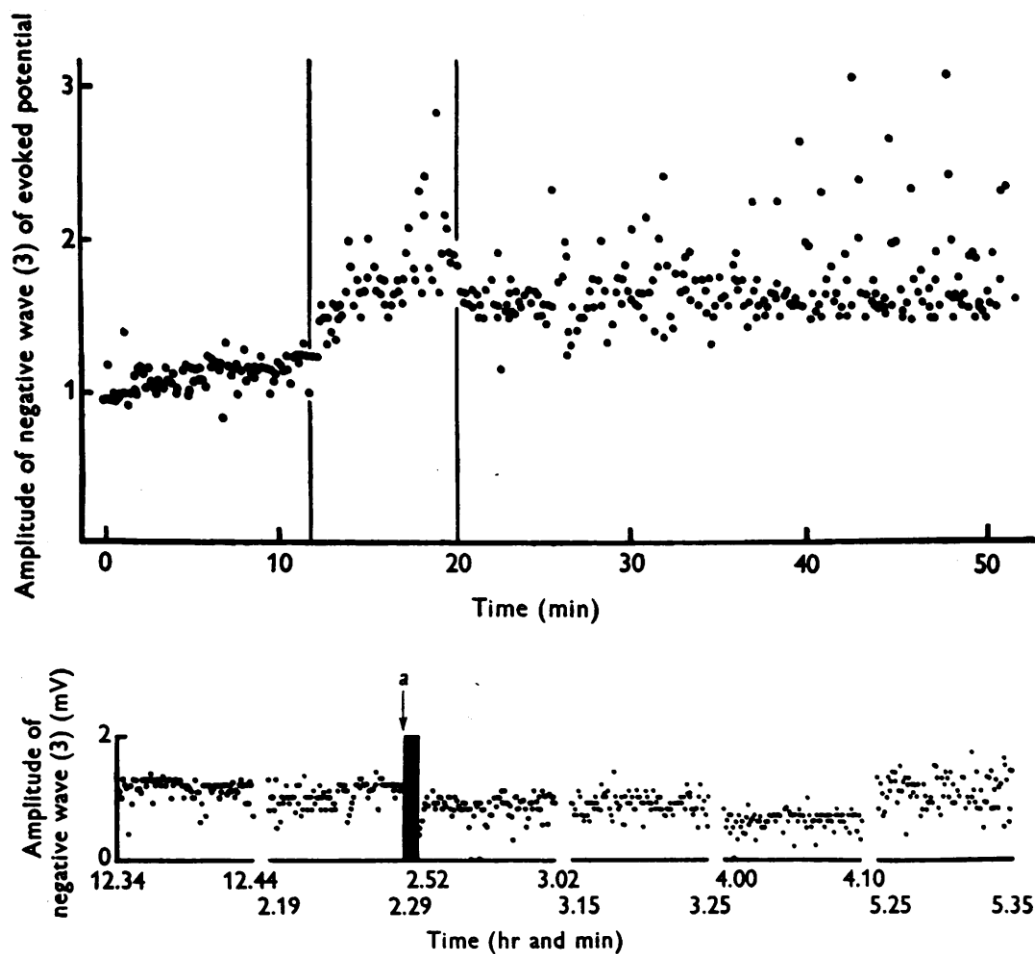 Amplitude of negative wave (3) of evoked potential
3
2
1
0 10 20 30 40 50
Time (min)
Amplitude of
negative wave (3) (mV)
a
2
0
12.34 12.44 2.52 3.02 4.00 4.10
2.19 2.29 3.15 3.25 5.25 5.35
Time (hr and min)